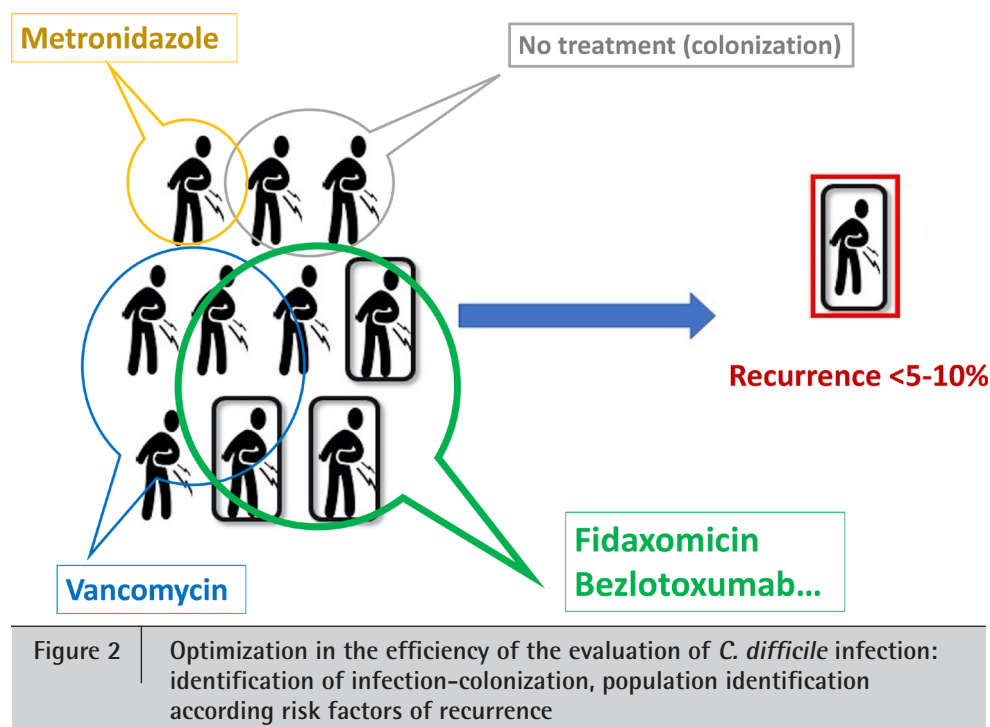 Metronidazole
No treatment (colonization)
Recurrence <5-10%
Fidaxomicin
Bezlotoxumab...
Vancomycin
Figure 2
Optimization in the efficiency of the evaluation of C. difficile infection:
identification of infection-colonization, population identification
according risk factors of recurrence